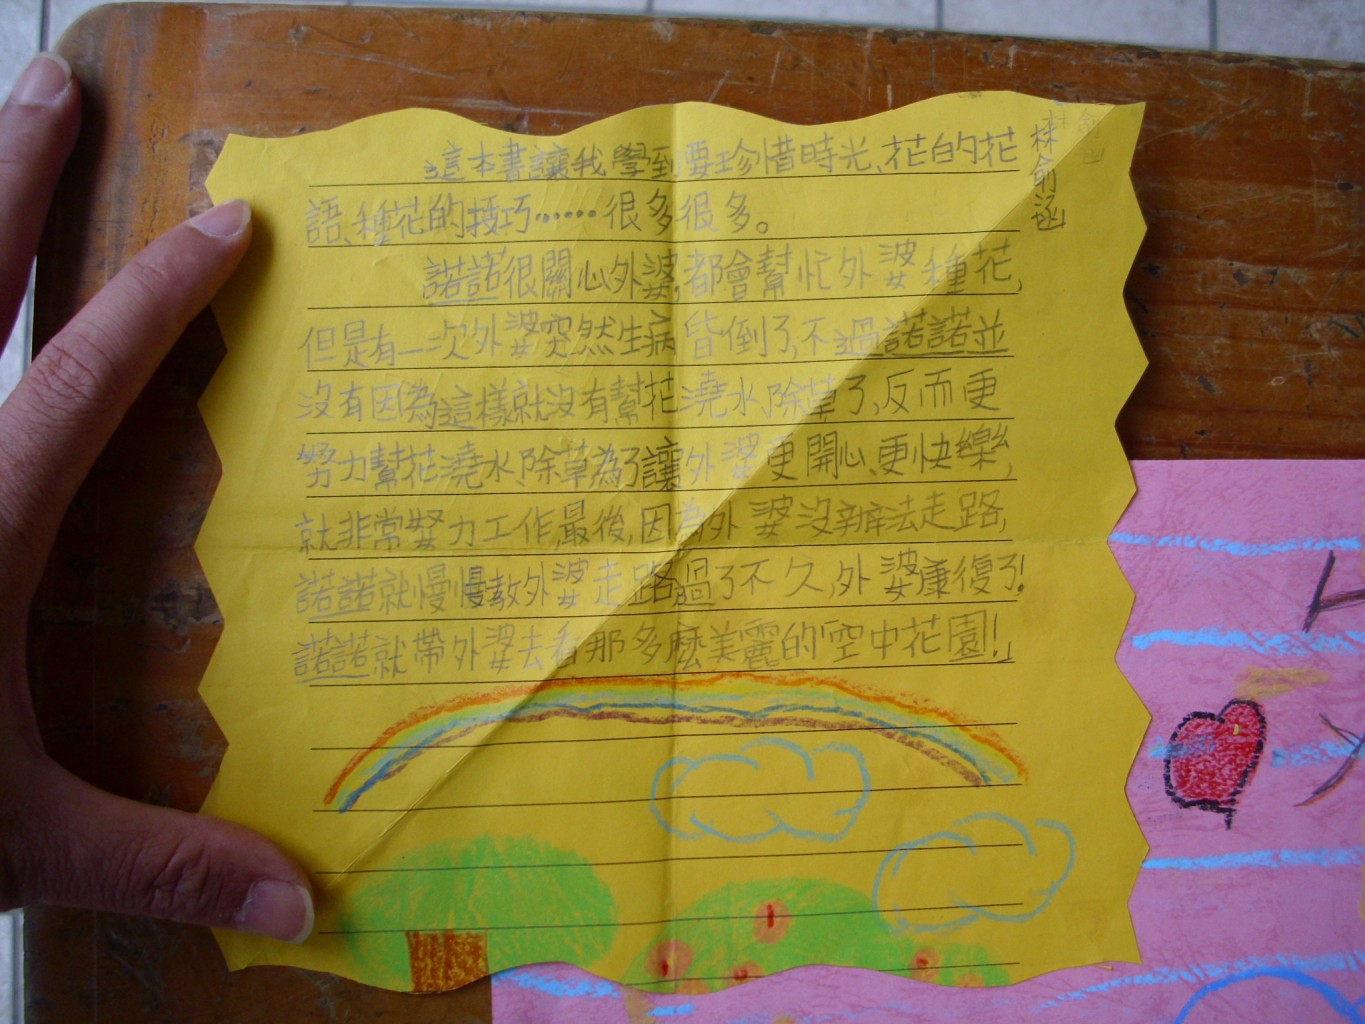 林俞涵
這本書讓我學到要珍惜時光、花的花
語、種花的技巧……很多很多。
諾諾很關心外婆,都會幫忙外婆種花,
但是有一次外婆突然生病皆倒了,不過諾諾並
沒有因為這樣就沒有幫花澆水除草了,反而更
努力幫花澆水除草為了讓外婆更開心、更快樂,
就非常努力工作,最後,因為外婆沒辦法走路,
諾諾就慢慢教外婆走路過了不久,外婆康復了!
諾諾就帶外婆去看那多麼美麗的「空中花園!」